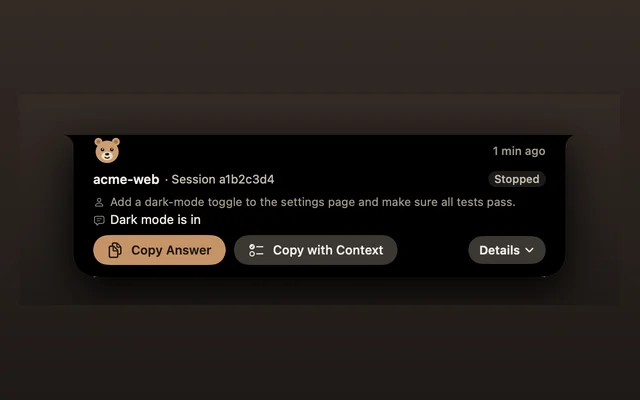 1 min ago
acme-web · Session a1b2c3d4
Stopped
Add a dark-mode toggle to the settings page and make sure all tests pass.
Dark mode is in
Copy Answer
Copy with Context
Details